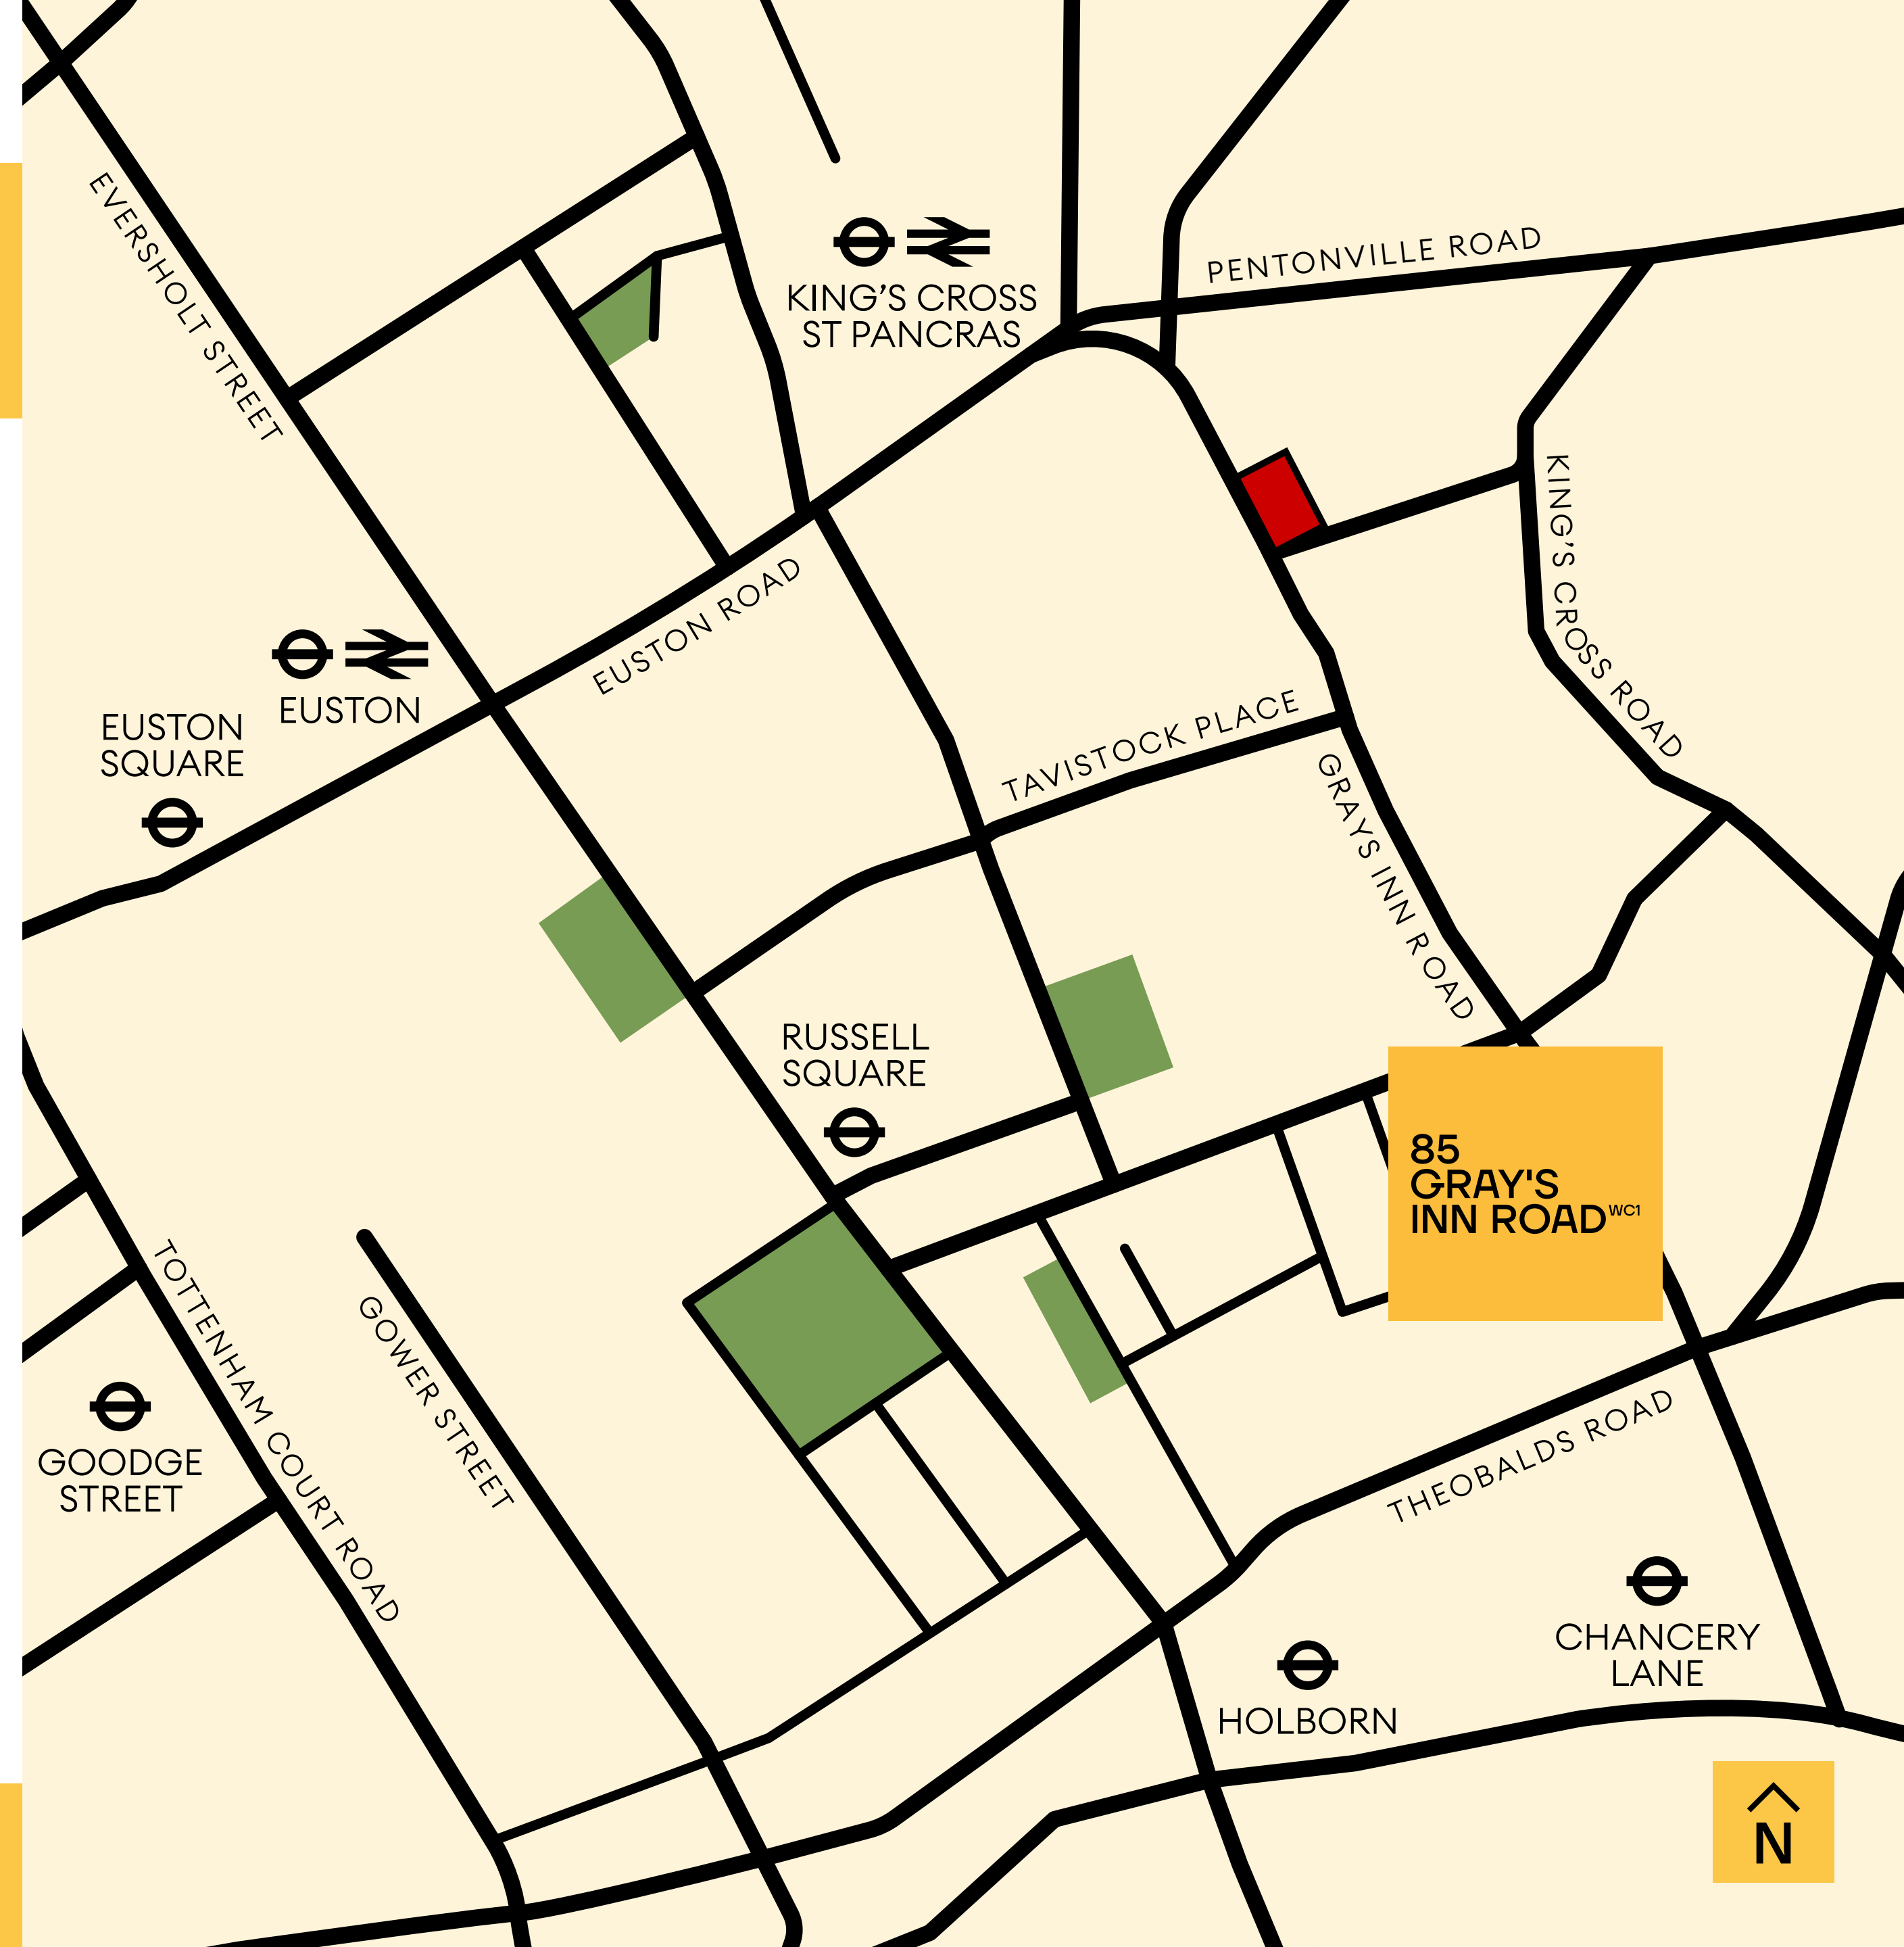 EVERSHOLT STREET
KING'S CROSS
ST PANCRAS
PENTONVILLE ROAD
KING'S CROSS ROAD
EUSTON ROAD
EUSTON
EUSTON
SQUARE
TAVISTOCK PLACE
GRAYS INN ROAD
RUSSELL
SQUARE
85
GRAY'S
INN ROAD WC1
TOTTENHAM COURT ROAD
GOWER STREET
GOODGE
STREET
THEOBALDS ROAD
CHANCERY
LANE
HOLBORN
N